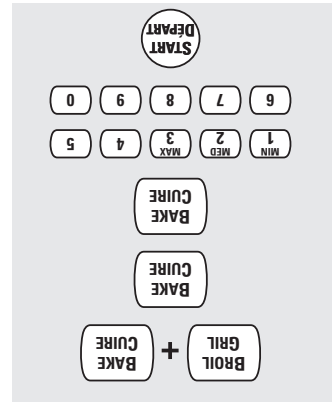 BROIL
GRIL
+
BAKE
CUIRE
BAKE
CUIRE
BAKE
CUIRE
MIN MED MAX
1 2 3 4 5
6 7 8 9 0
START
DÉPART